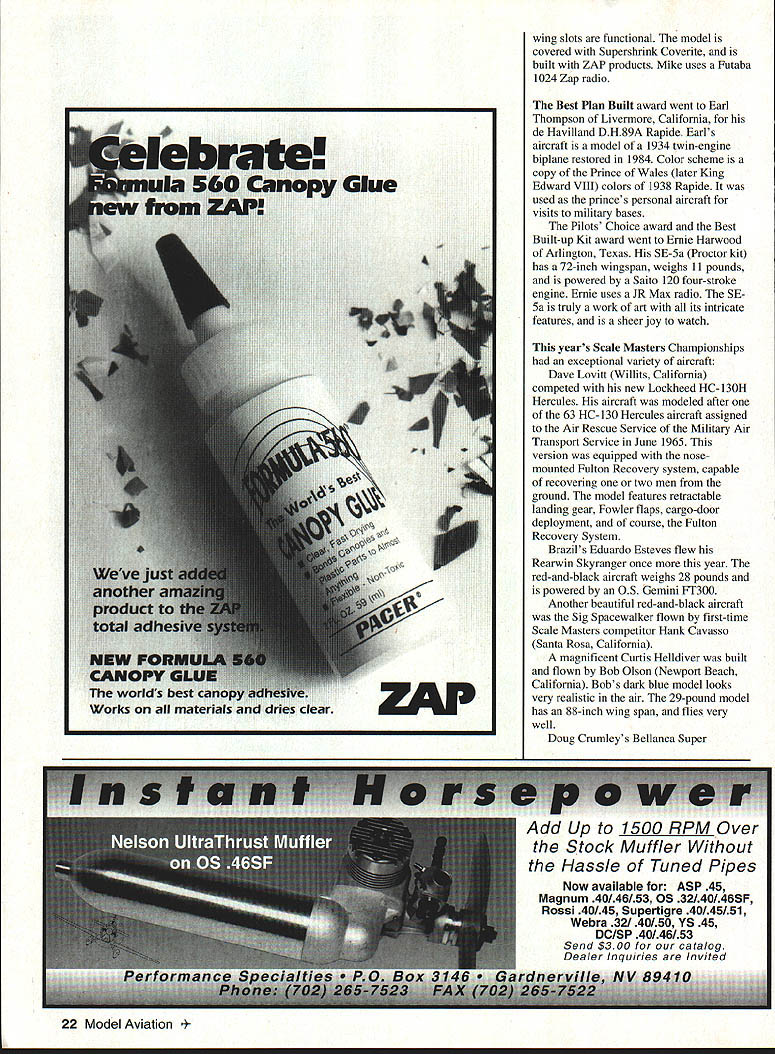 wing slots are functional. The model is
covered with Supershrink Coverite, and is
built with ZAP products. Mike uses a Futaba
1024 Zap radio.
The Best Plan Built award went to Earl
Thompson of Livermore, California, for his
de Havilland D.H.89A Rapide. Earl's
aircraft is a model of a 1934 twin-engine
biplane restored in 1984. Color scheme is a
copy of the Prince of Wales (later King
Edward VIII) colors of 1938 Rapide. It was
used as the prince's personal aircraft for
visits to military bases.
The Pilots' Choice award and the Best
Built-up Kit award went to Ernie Harwood
of Arlington, Texas. His SE-5a (Proctor kit)
has a 72-inch wingspan, weighs 11 pounds,
and is powered by a Saito 120 four-stroke
engine. Ernie uses a JR Max radio. The SE-
5a is truly a work of art with all its intricate
features, and is a sheer joy to watch.
This year's Scale Masters Championships
had an exceptional variety of aircraft:
Dave Lovitt (Willits, California)
competed with his new Lockheed HC-130H
Hercules. His aircraft was modeled after one
of the 63 HC-130 Hercules aircraft assigned
to the Air Rescue Service of the Military Air
Transport Service in June 1965. This
version was equipped with the nose-
mounted Fulton Recovery system, capable
of recovering one or two men from the
ground. The model features retractable
landing gear, Fowler flaps, cargo-door
deployment, and of course, the Fulton
Recovery System.
Brazil's Eduardo Esteves flew his
Rearwin Skyranger once more this year. The
red-and-black aircraft weighs 28 pounds and
is powered by an O.S. Gemini FT300.
Another beautiful red-and-black aircraft
was the Sig Spacewalker flown by first-time
Scale Masters competitor Hank Cavasso
(Santa Rosa, California).
A magnificent Curtis Helldiver was built
and flown by Bob Olson (Newport Beach,
California). Bob's dark blue model looks
very realistic in the air. The 29-pound model
has an 88-inch wing span, and flies very
well.
Doug Crumley's Bellanca Super
Celebrate!
Formula 560 Canopy Glue
new from ZAP!
FORMULA 560
The World's Best
CANOPY GLUE
■ Clear, Fast Drying
■ Bonds Canopies and
Plastic Parts to Almost
Anything
■ Flexible - Non-Toxic
2 FL. OZ. 59 (ml)
PACER®
We've just added
another amazing
product to the ZAP
total adhesive system.
NEW FORMULA 560
CANOPY GLUE
The world's best canopy adhesive.
Works on all materials and dries clear.
ZAP
Instant Horsepower
Nelson UltraThrust Muffler
on OS .46SF
Add Up to 1500 RPM Over
the Stock Muffler Without
the Hassle of Tuned Pipes
Now available for: ASP .45,
Magnum .40/.46/.53, OS .32/.40/.46SF,
Rossi .40/.45, Supertigre .40/.45/.51,
Webra .32/ .40/.50, YS .45,
DC/SP .40/.46/.53
Send $3.00 for our catalog.
Dealer Inquiries are Invited
Performance Specialties • P.O. Box 3146 • Gardnerville, NV 89410
Phone: (702) 265-7523 FAX (702) 265-7522
22 Model Aviation